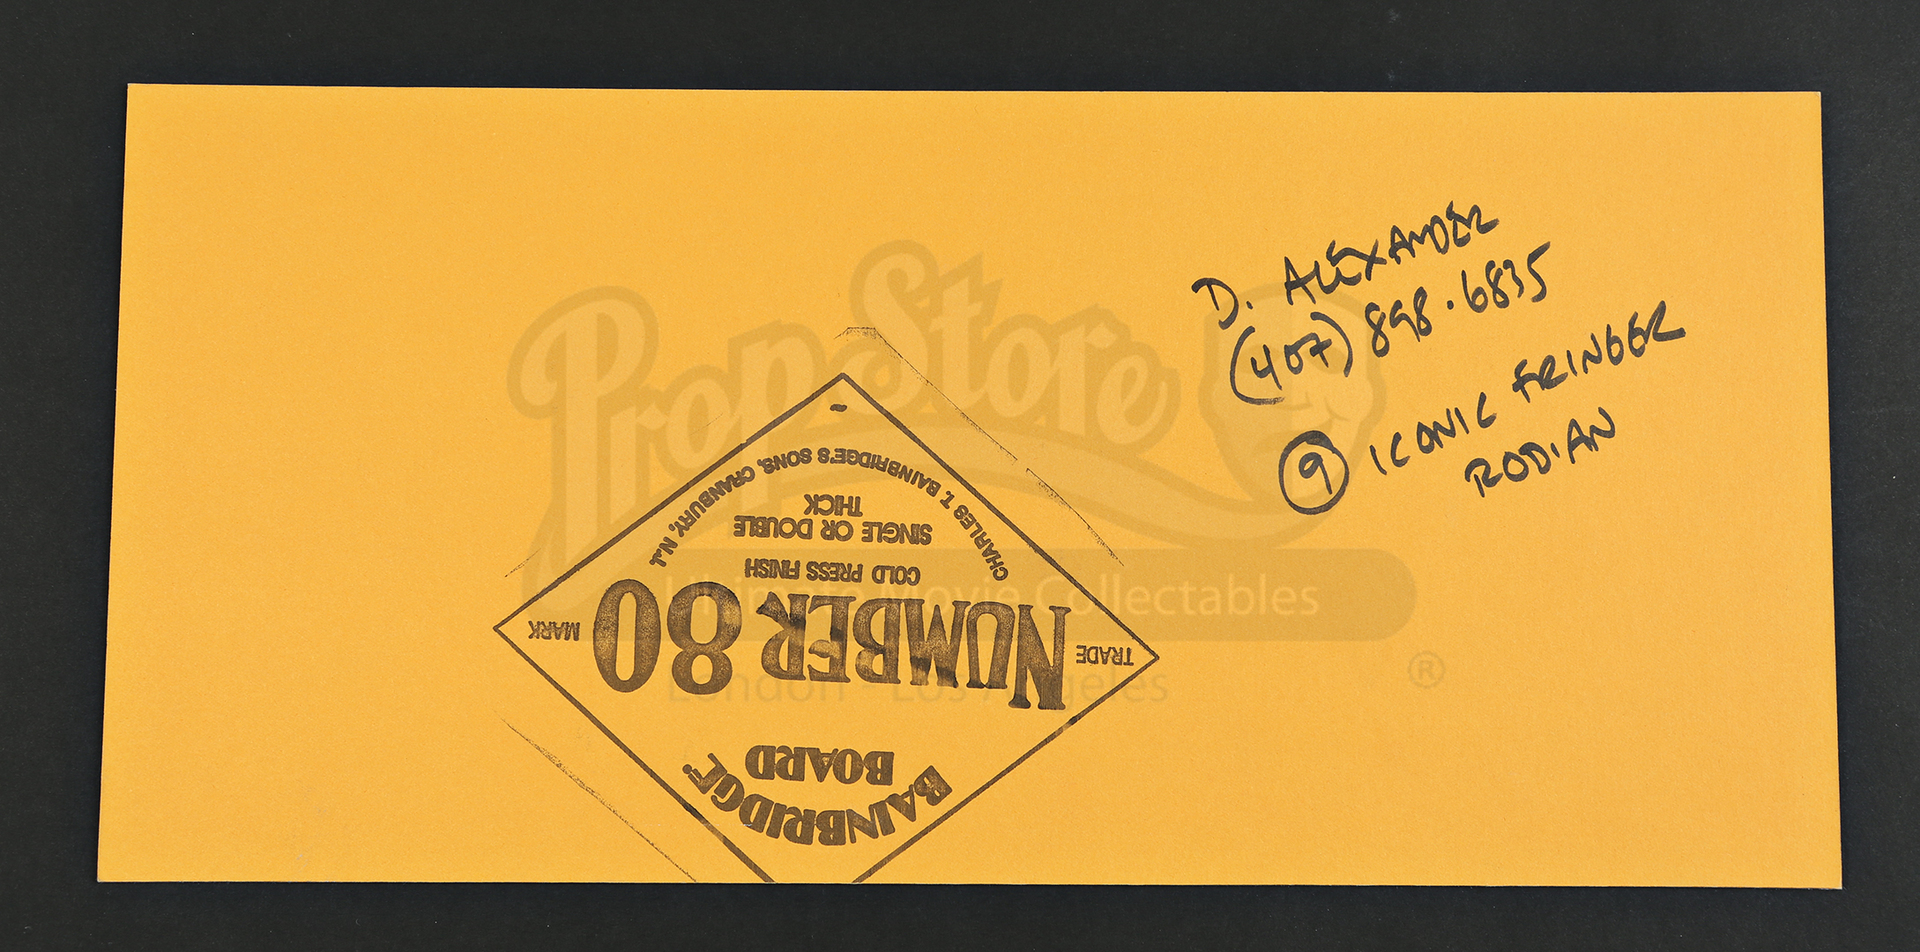 D. ALEXANDER
(407) 898.6835
9 ICONIC FRINGER
RODIAN
PropStore
Ultimate Movie Collectables
London - Los Angeles
®
BAINBRIDGE
BOARD
TRADE NUMBER 80 MARK
COLD PRESS FINISH
SINGLE OR DOUBLE
THICK
CHARLES T. BAINBRIDGE'S SONS, CRANBURY, N.J.